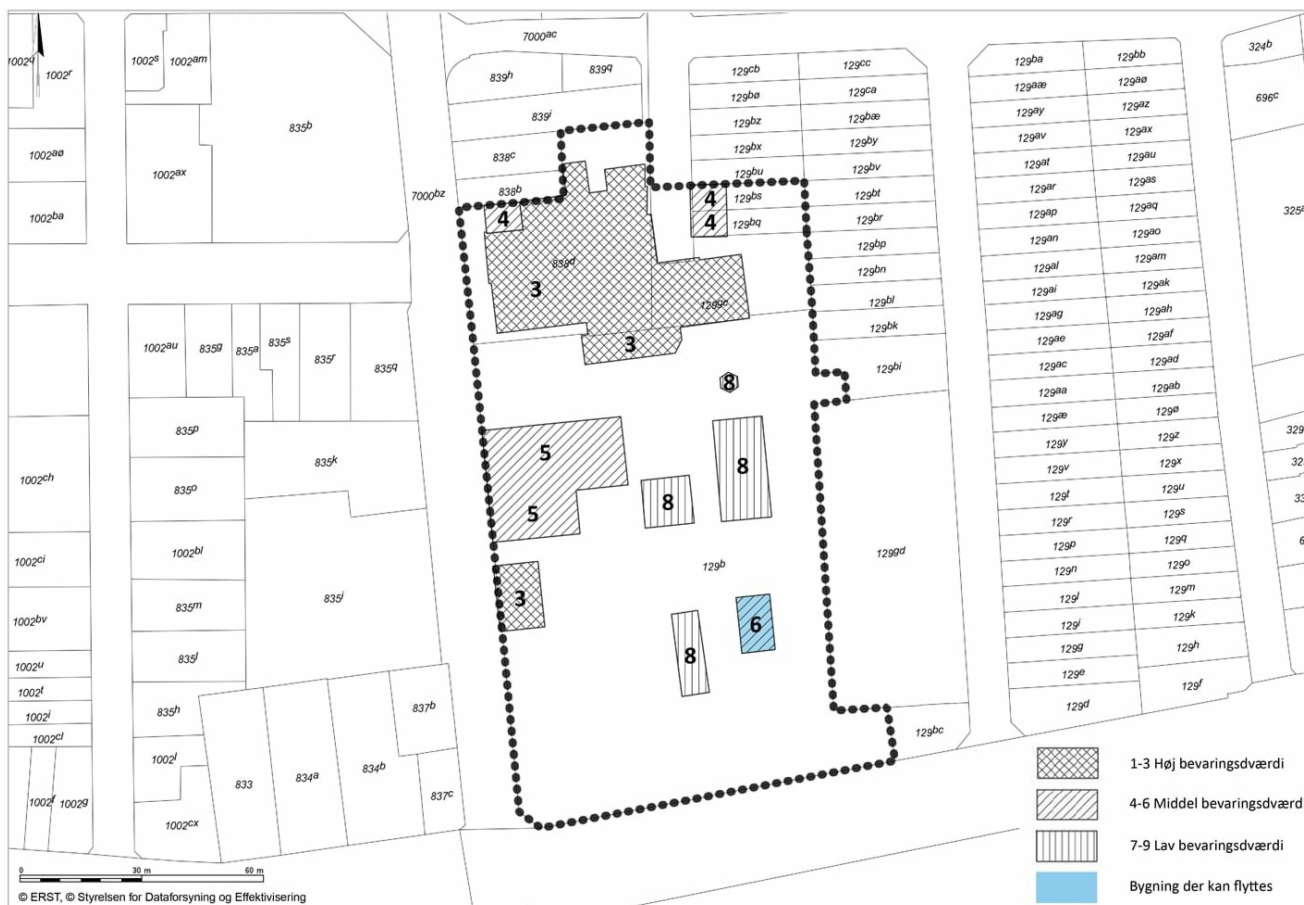 7000ac
1002q
1002r
1002s
1002am
835b
839h
839q
839i
838c
838b
7000bz
1002aø
1002ax
1002ba
129cb
129cc
129bø
129ca
129bz
129bæ
129bx
129by
129bu
129bv
129bs
129bt
129bq
129br
129bp
129bn
129bl
129bk
129bi
129ba
129bb
129aæ
129aø
129ay
129az
129av
129ax
129at
129au
129ar
129as
129ap
129aq
129an
129ao
129al
129am
129ai
129ak
129ag
129ah
129ae
129af
129ac
129ad
129aa
129ab
129æ
129ø
129y
129z
129v
129x
129t
129u
129r
129s
129p
129q
129n
129o
129l
129m
129i
129k
129g
129h
129e
129f
129d
324b
696c
4
4
4
838d
3
129gc
3
8
5
8
8
5
129b
129gd
3
6
8
129bc
1002au
835g
835a
835s
835r
835q
835p
835k
1002ch
835o
1002ci
1002bl
1002bv
835m
835i
1002u
835l
1002t
1002i
835h
837b
1002cl
1002l
833
834a
834b
837c
1002f
1002g
1002cx
1-3 Høj bevaringsdværdi
4-6 Middel bevaringsdværd
7-9 Lav bevaringsdværdi
Bygning der kan flyttes
0 30 m 60 m
© ERST, © Styrelsen for Dataforsyning og Effektivisering